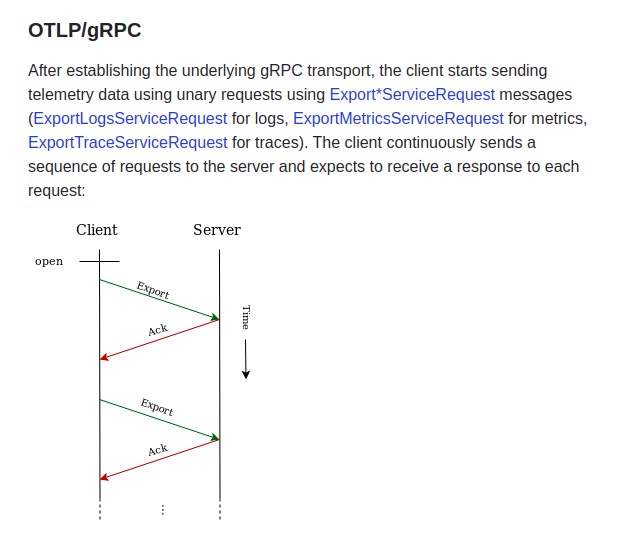 OTLP/gRPC
After establishing the underlying gRPC transport, the client starts sending
telemetry data using unary requests using Export*ServiceRequest messages
(ExportLogsServiceRequest for logs, ExportMetricsServiceRequest for metrics,
ExportTraceServiceRequest for traces). The client continuously sends a
sequence of requests to the server and expects to receive a response to each
request:
Client Server
open
Export
Time
Ack
Export
Ack